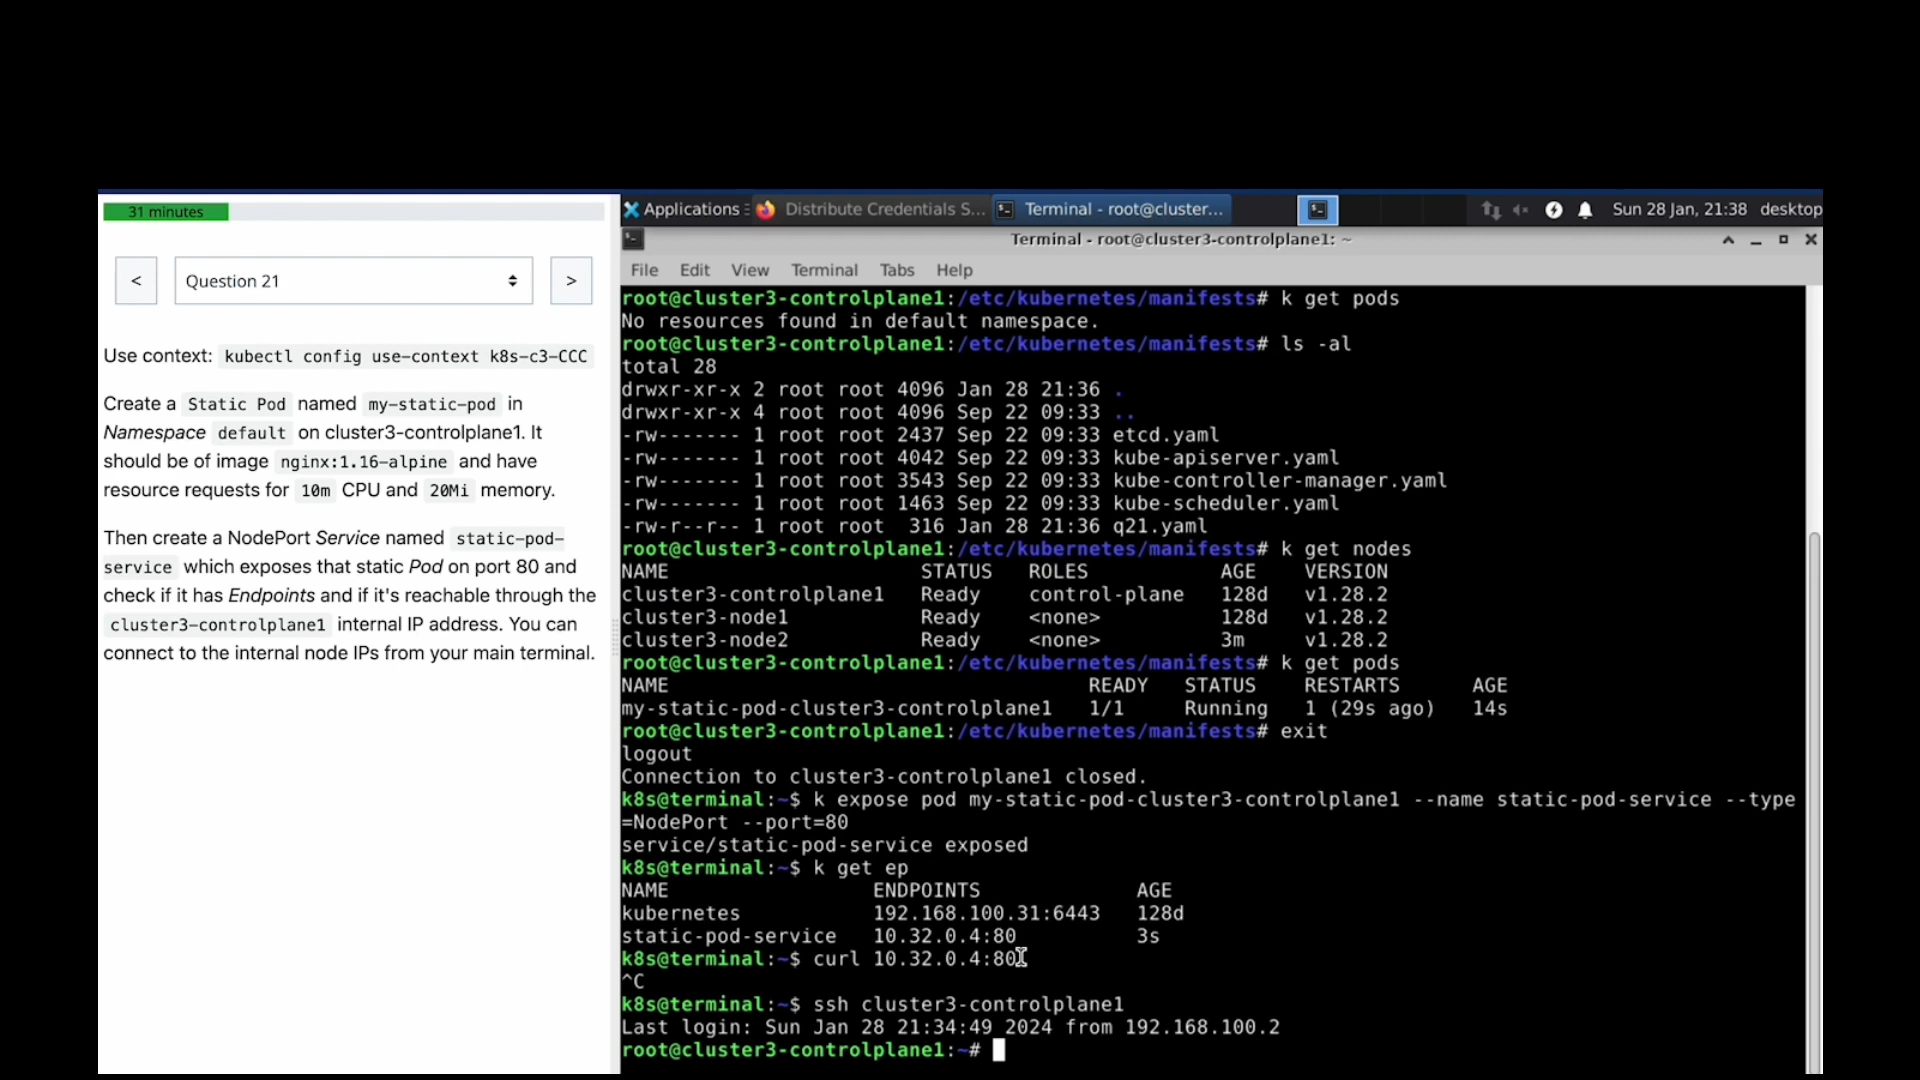 31 minutes
Applications
Distribute Credentials S...
Terminal - root@cluster...
Sun 28 Jan, 21:38
desktop
Terminal - root@cluster3-controlplane1: ~
<
Question 21
>
File Edit View Terminal Tabs Help
Use context: kubectl config use-context k8s-c3-CCC
Create a Static Pod named my-static-pod in
Namespace default on cluster3-controlplane1. It
should be of image nginx:1.16-alpine and have
resource requests for 10m CPU and 20Mi memory.
Then create a NodePort Service named static-pod-
service which exposes that static Pod on port 80 and
check if it has Endpoints and if it's reachable through the
cluster3-controlplane1 internal IP address. You can
connect to the internal node IPs from your main terminal.
root@cluster3-controlplane1:/etc/kubernetes/manifests# k get pods
No resources found in default namespace.
root@cluster3-controlplane1:/etc/kubernetes/manifests# ls -al
total 28
drwxr-xr-x 2 root root 4096 Jan 28 21:36 .
drwxr-xr-x 4 root root 4096 Sep 22 09:33 ..
-rw------- 1 root root 2437 Sep 22 09:33 etcd.yaml
-rw------- 1 root root 4042 Sep 22 09:33 kube-apiserver.yaml
-rw------- 1 root root 3543 Sep 22 09:33 kube-controller-manager.yaml
-rw------- 1 root root 1463 Sep 22 09:33 kube-scheduler.yaml
-rw-r--r-- 1 root root  316 Jan 28 21:36 q21.yaml
root@cluster3-controlplane1:/etc/kubernetes/manifests# k get nodes
NAME STATUS ROLES AGE VERSION
cluster3-controlplane1 Ready control-plane 128d v1.28.2
cluster3-node1 Ready <none> 128d v1.28.2
cluster3-node2 Ready <none> 3m v1.28.2
root@cluster3-controlplane1:/etc/kubernetes/manifests# k get pods
NAME READY STATUS RESTARTS AGE
my-static-pod-cluster3-controlplane1 1/1 Running 1 (29s ago) 14s
root@cluster3-controlplane1:/etc/kubernetes/manifests# exit
logout
Connection to cluster3-controlplane1 closed.
k8s@terminal:~$ k expose pod my-static-pod-cluster3-controlplane1 --name static-pod-service --type
=NodePort --port=80
service/static-pod-service exposed
k8s@terminal:~$ k get ep
NAME ENDPOINTS AGE
kubernetes 192.168.100.31:6443 128d
static-pod-service 10.32.0.4:80 3s
k8s@terminal:~$ curl 10.32.0.4:80
^C
k8s@terminal:~$ ssh cluster3-controlplane1
Last login: Sun Jan 28 21:34:49 2024 from 192.168.100.2
root@cluster3-controlplane1:~#